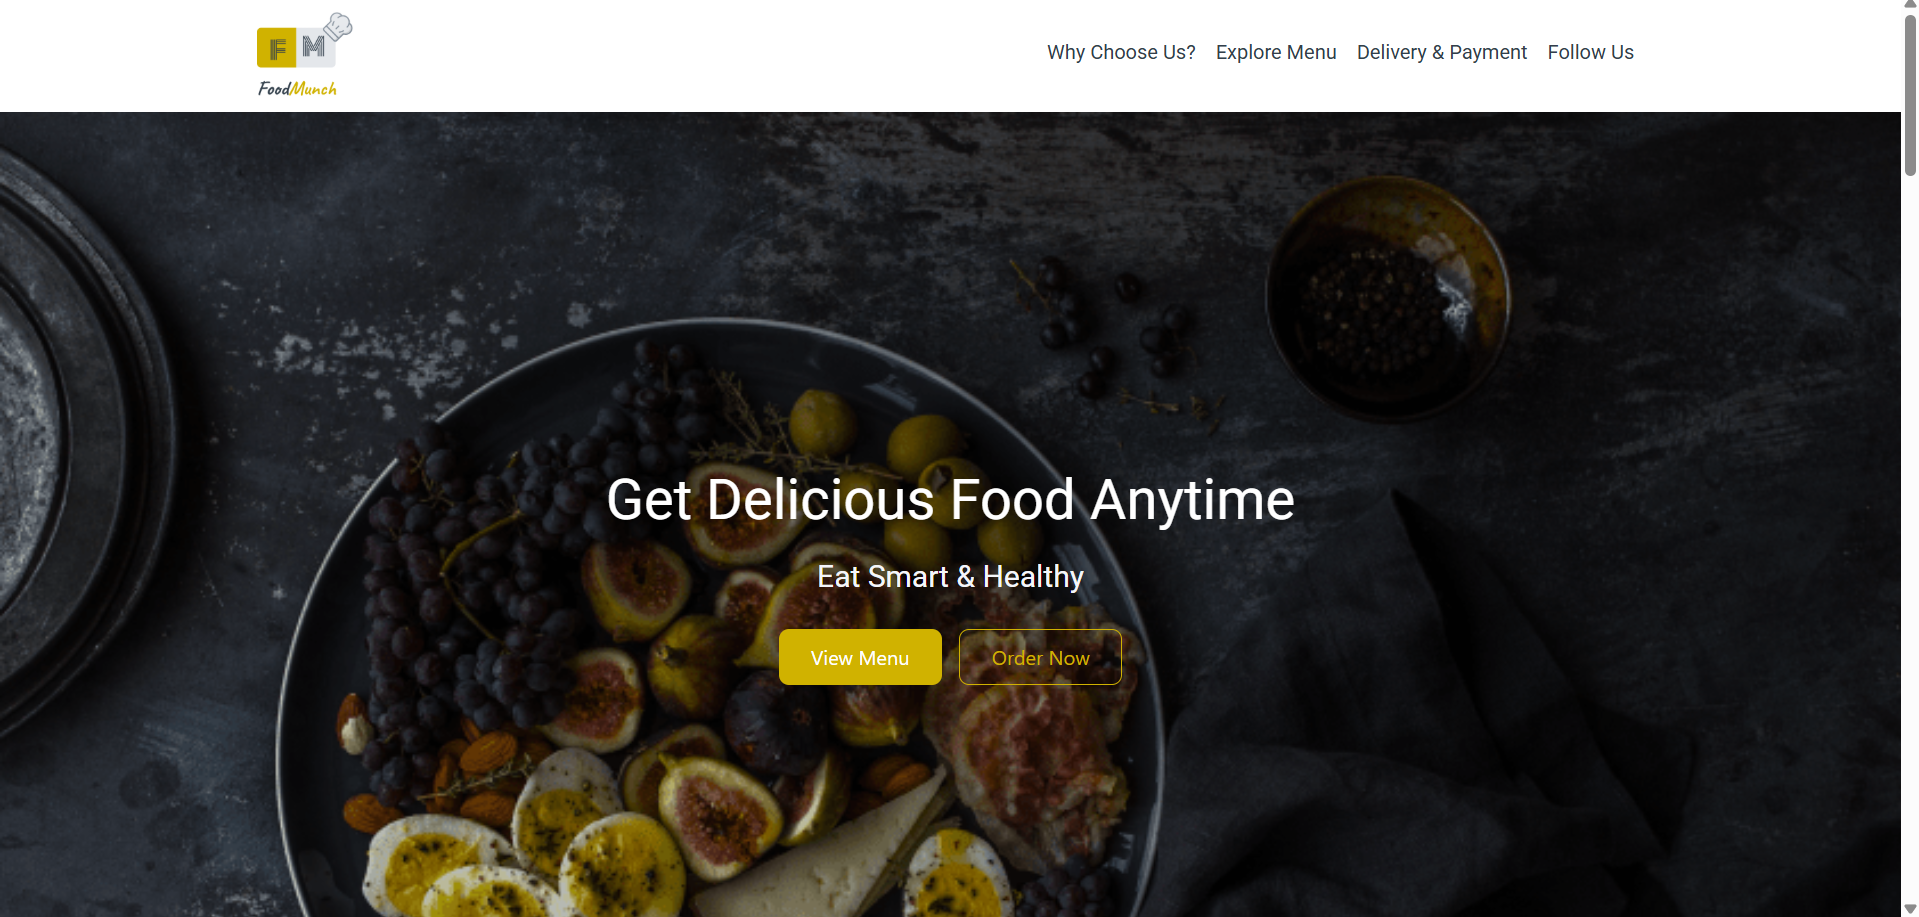 F M
FoodMunch
Why Choose Us? Explore Menu Delivery & Payment Follow Us
Get Delicious Food Anytime
Eat Smart & Healthy
View Menu Order Now